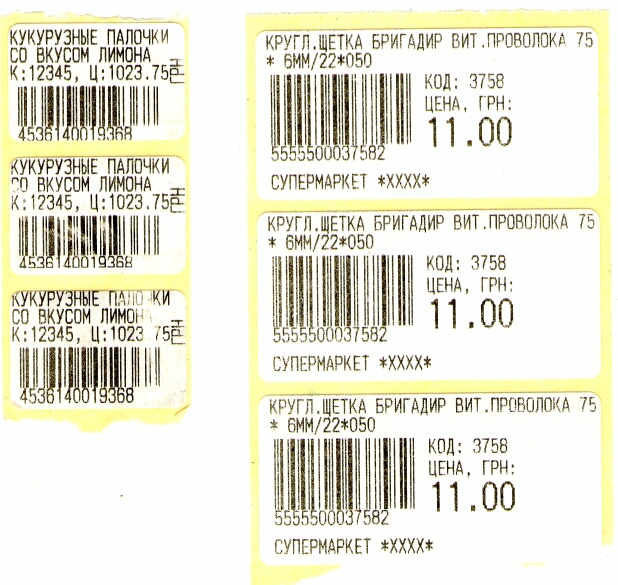 КУКУРУЗНЫЕ ПАЛОЧКИ
СО ВКУСОМ ЛИМОНА
К:12345, Ц:1023.75
4536140019368
КУКУРУЗНЫЕ ПАЛОЧКИ
СО ВКУСОМ ЛИМОНА
К:12345, Ц:1023.75
4536140019368
КУКУРУЗНЫЕ ПАЛОЧКИ
СО ВКУСОМ ЛИМОНА
К:12345, Ц:1023.75
4536140019368
КРУГЛ.ЩЕТКА БРИГАДИР ВИТ.ПРОВОЛОКА 75
* 6ММ/22*050
КОД: 3758
ЦЕНА, ГРН:
11.00
5555500037582
СУПЕРМАРКЕТ *XXXX*
КРУГЛ.ЩЕТКА БРИГАДИР ВИТ.ПРОВОЛОКА 75
* 6ММ/22*050
КОД: 3758
ЦЕНА, ГРН:
11.00
5555500037582
СУПЕРМАРКЕТ *XXXX*
КРУГЛ.ЩЕТКА БРИГАДИР ВИТ.ПРОВОЛОКА 75
* 6ММ/22*050
КОД: 3758
ЦЕНА, ГРН:
11.00
5555500037582
СУПЕРМАРКЕТ *XXXX*